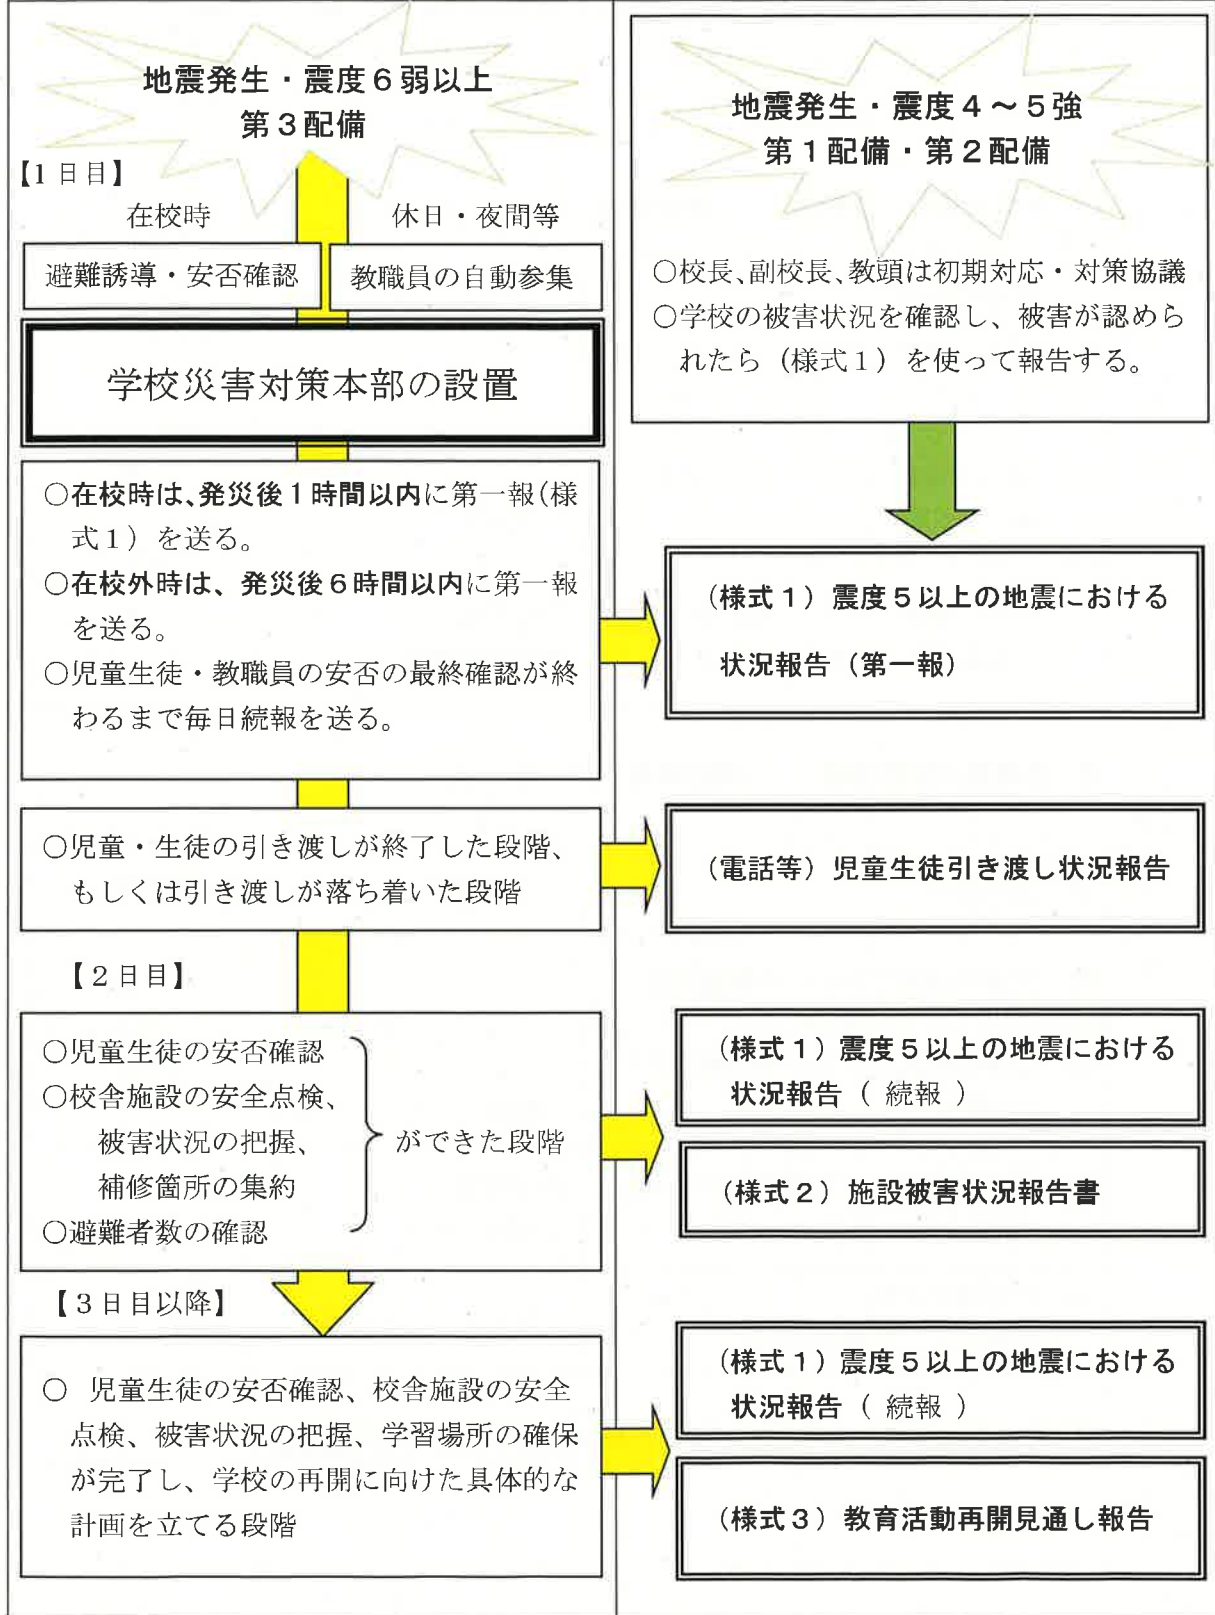 地震発生・震度６弱以上
第３配備
【1 日目】
在校時
休日・夜間等
避難誘導・安否確認
教職員の自動参集
学校災害対策本部の設置
○在校時は、発災後１時間以内に第一報（様
式１）を送る。
○在校外時は、発災後６時間以内に第一報
を送る。
○児童生徒・教職員の安否の最終確認が終
わるまで毎日続報を送る。
○児童・生徒の引き渡しが終了した段階、
もしくは引き渡しが落ち着いた段階
【２日目】
○児童生徒の安否確認
○校舎施設の安全点検、
被害状況の把握、
補修箇所の集約
○避難者数の確認
ができた段階
【３日目以降】
○ 児童生徒の安否確認、校舎施設の安全
点検、被害状況の把握、学習場所の確保
が完了し、学校の再開に向けた具体的な
計画を立てる段階
地震発生・震度４～５強
第１配備・第２配備
○校長、副校長、教頭は初期対応・対策協議
○学校の被害状況を確認し、被害が認めら
れたら（様式１）を使って報告する。
（様式１）震度５以上の地震における
状況報告（第一報）
（電話等）児童生徒引き渡し状況報告
（様式１）震度５以上の地震における
状況報告（ 続報 ）
（様式２）施設被害状況報告書
（様式１）震度５以上の地震における
状況報告（ 続報 ）
（様式３）教育活動再開見通し報告